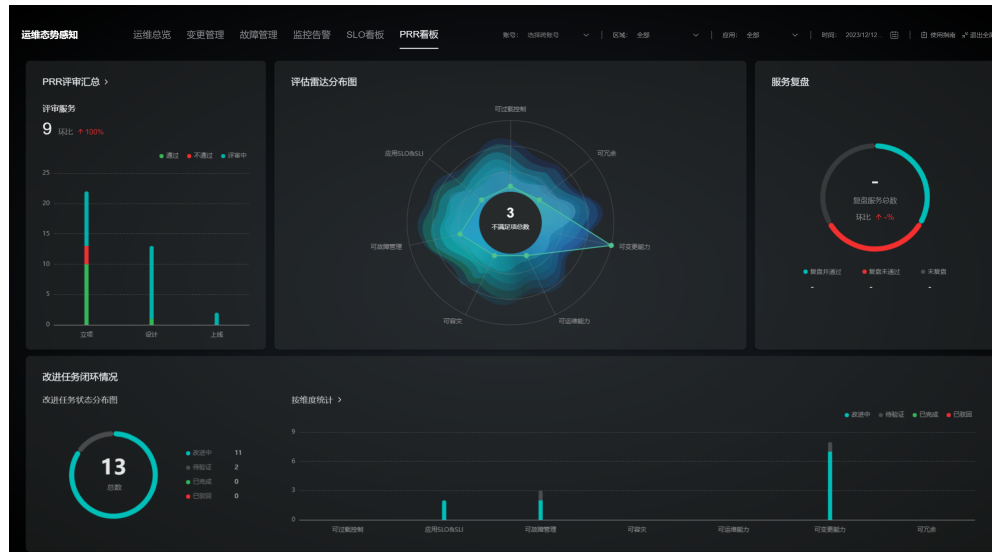 运维态势感知 运维总览 变更管理 故障管理 监控告警 SLO看板 PRR看板 账号: 选择跨账号 区域: 全部 应用: 全部 时间: 2023/12/12... 使用指南 退出全屏
PRR评审汇总 >
评审服务
9 环比 ↑ 100%
通过 不通过 评审中
25
20
15
10
5
0
立项 设计 上线
评估雷达分布图
可过载控制
应用SLO&SLI
可冗余
3
不满足项总数
可故障管理
可变更能力
可容灾
可运维能力
服务复盘
-
复盘服务总数
环比 ↑ -%
复盘并通过 复盘未通过 未复盘
- - -
改进任务闭环情况
改进任务状态分布图
13
总数
改进中 11
待验证 2
已完成 0
已驳回 0
按维度统计 >
改进中 待验证 已完成 已驳回
9
6
3
0
可过载控制 应用SLO&SLI 可故障管理 可容灾 可运维能力 可变更能力 可冗余